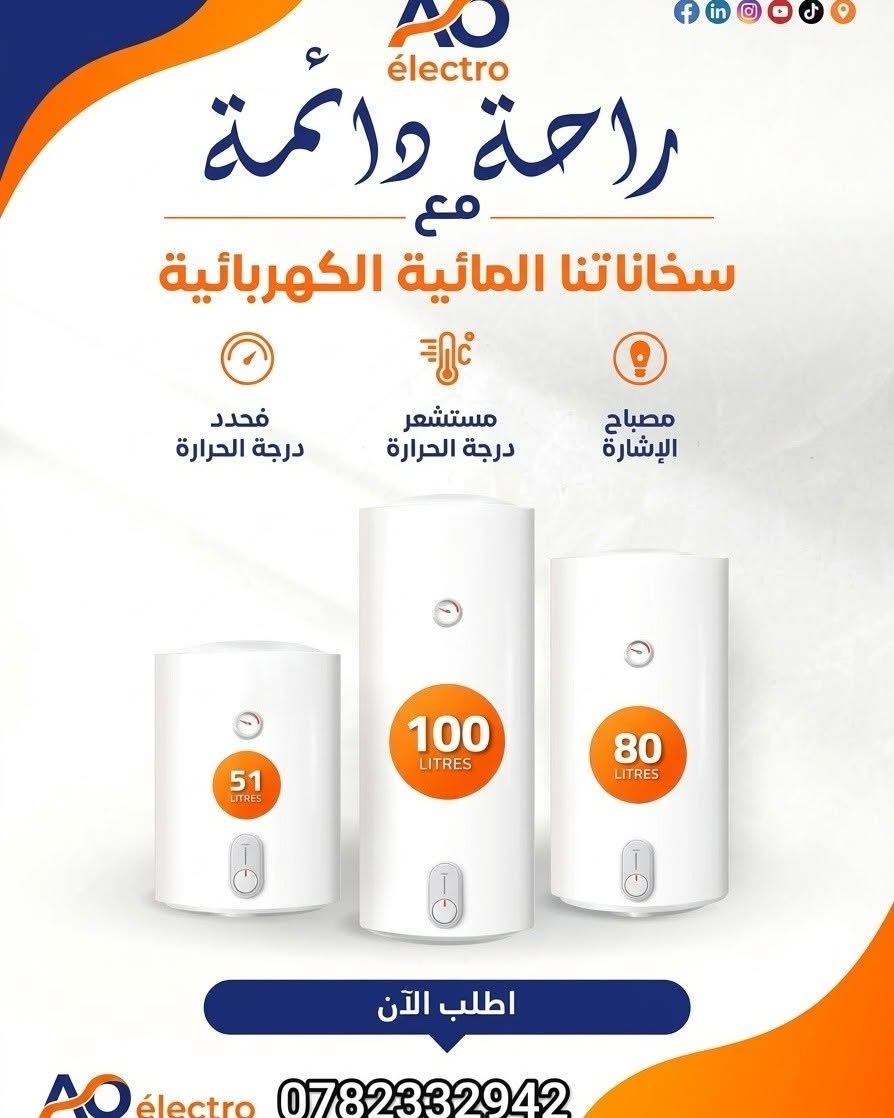 AO
électro
راحة دائمة
مع
سخاناتنا المائية الكهربائية
مصباح
الإشارة
مستشعر
درجة الحرارة
فحدد
درجة الحرارة
51
LITRES
100
LITRES
80
LITRES
اطلب الآن
AO électro 0782332942